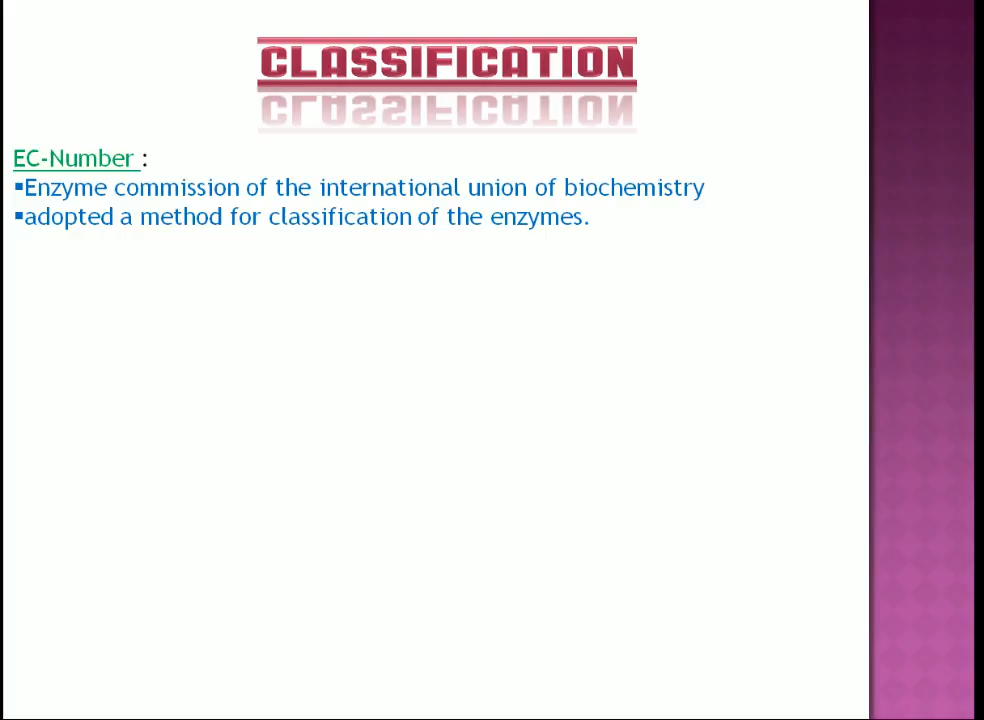 CLASSIFICATION
EC-Number :
▪Enzyme commission of the international union of biochemistry
▪adopted a method for classification of the enzymes.